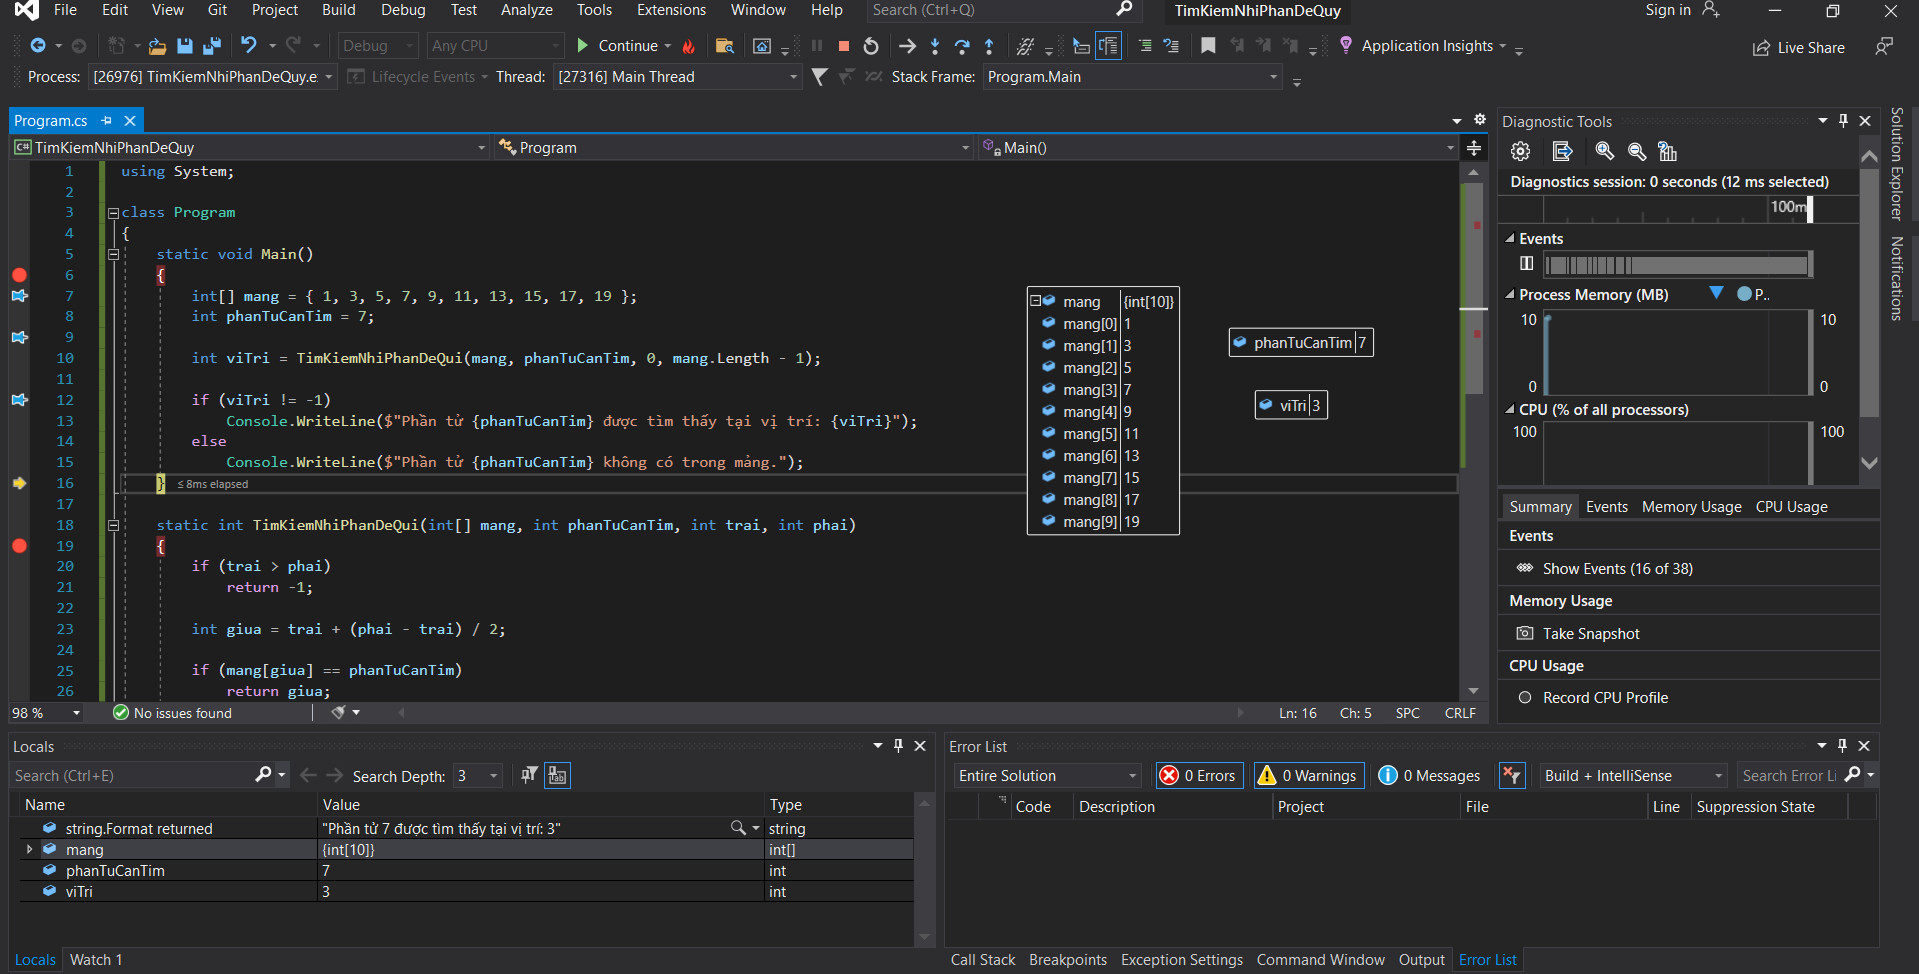 File Edit View Git Project Build Debug Test Analyze Tools Extensions Window Help Search (Ctrl+Q) TimKiemNhiPhanDeQuy Sign in
Debug Any CPU Continue Application Insights Live Share
Process: [26976] TimKiemNhiPhanDeQuy.e: Lifecycle Events Thread: [27316] Main Thread Stack Frame: Program.Main
Program.cs
C# TimKiemNhiPhanDeQuy Program Main()
1 using System;
2
3 class Program
4 {
5 static void Main()
6 {
7 int[] mang = { 1, 3, 5, 7, 9, 11, 13, 15, 17, 19 };
8 int phanTuCanTim = 7;
9
10 int viTri = TimKiemNhiPhanDeQui(mang, phanTuCanTim, 0, mang.Length - 1);
11
12 if (viTri != -1)
13 Console.WriteLine($"Phần tử {phanTuCanTim} được tìm thấy tại vị trí: {viTri}");
14 else
15 Console.WriteLine($"Phần tử {phanTuCanTim} không có trong mảng.");
16 } ≤ 8ms elapsed
17
18 static int TimKiemNhiPhanDeQui(int[] mang, int phanTuCanTim, int trai, int phai)
19 {
20 if (trai > phai)
21 return -1;
22
23 int giua = trai + (phai - trai) / 2;
24
25 if (mang[giua] == phanTuCanTim)
26 return giua;
mang {int[10]}
mang[0] 1
mang[1] 3
mang[2] 5
mang[3] 7
mang[4] 9
mang[5] 11
mang[6] 13
mang[7] 15
mang[8] 17
mang[9] 19
phanTuCanTim 7
viTri 3
98 % No issues found Ln: 16 Ch: 5 SPC CRLF
Diagnostic Tools
Diagnostics session: 0 seconds (12 ms selected)
100m
Events
Process Memory (MB) P..
10 10
0 0
CPU (% of all processors)
100 100
Summary Events Memory Usage CPU Usage
Events
Show Events (16 of 38)
Memory Usage
Take Snapshot
CPU Usage
Record CPU Profile
Solution Explorer
Notifications
Locals
Search (Ctrl+E) Search Depth: 3
Name Value Type
string.Format returned "Phần tử 7 được tìm thấy tại vị trí: 3" string
mang {int[10]} int[]
phanTuCanTim 7 int
viTri 3 int
Locals Watch 1
Error List
Entire Solution 0 Errors 0 Warnings 0 Messages Build + IntelliSense Search Error Li
Code Description Project File Line Suppression State
Call Stack Breakpoints Exception Settings Command Window Output Error List